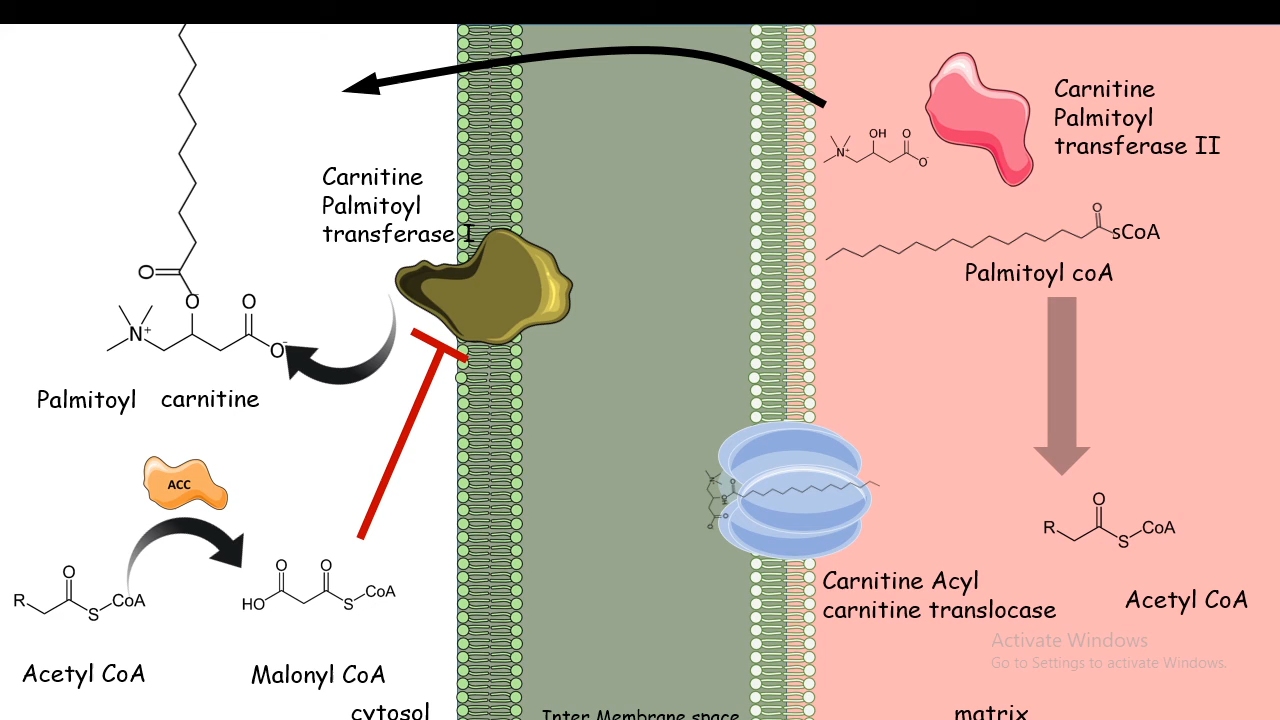 Carnitine
Palmitoyl
transferase II
OH
O
N+
O-
Carnitine
Palmitoyl
transferase I
O
sCoA
Palmitoyl coA
O
O
O
N+
O-
Palmitoyl carnitine
ACC
O
R
S
CoA
Acetyl CoA
O
O
HO
S
CoA
Malonyl CoA
O
R
S
CoA
Carnitine Acyl
carnitine translocase
Acetyl CoA
Activate Windows
Go to Settings to activate Windows.
cytosol
Inter Membrane space
matrix